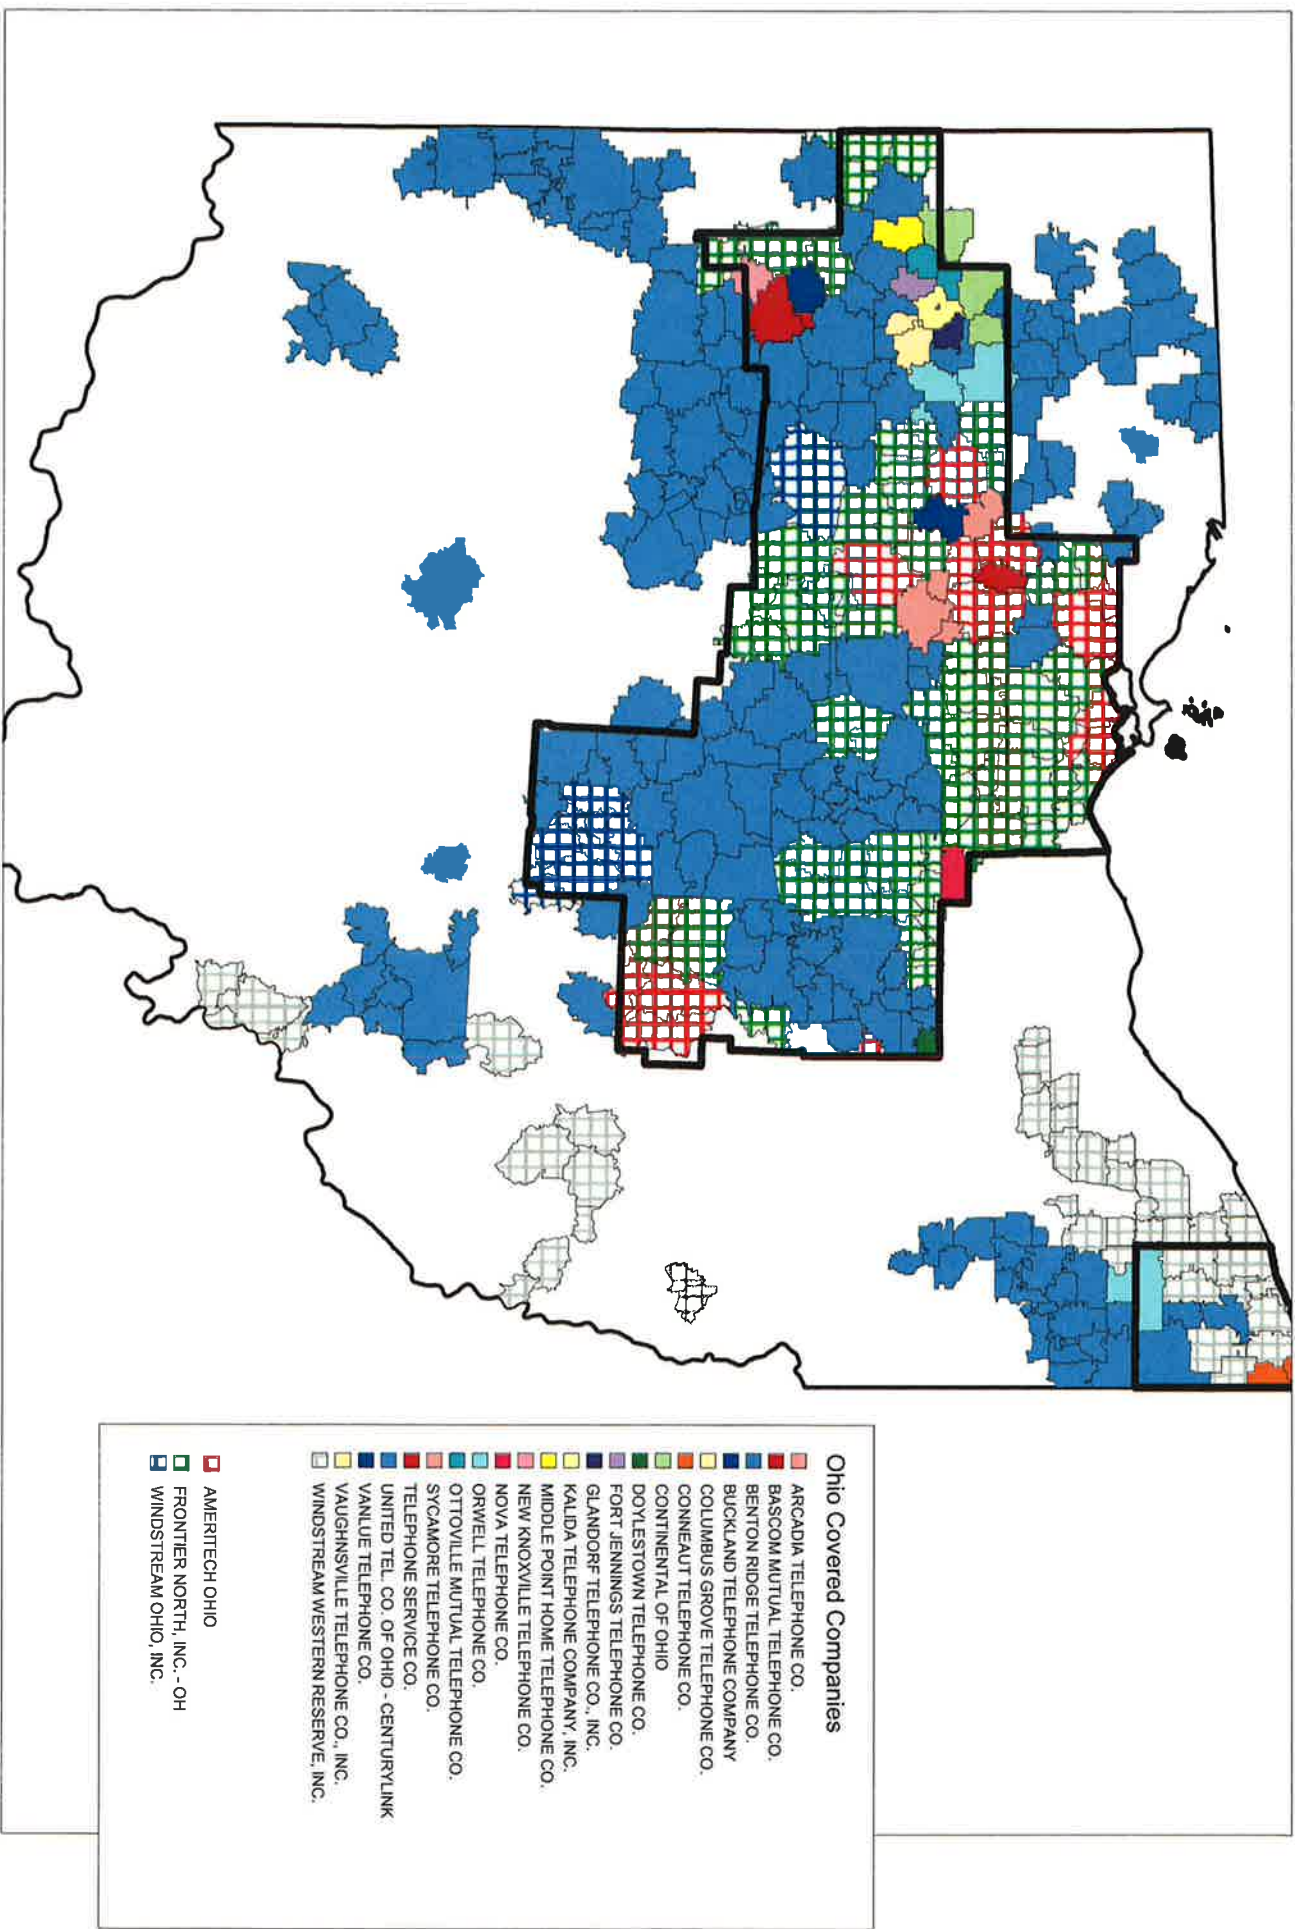 Ohio Covered Companies
ARCADIA TELEPHONE CO.
BASCOM MUTUAL TELEPHONE CO.
BENTON RIDGE TELEPHONE CO.
BUCKLAND TELEPHONE COMPANY
COLUMBUS GROVE TELEPHONE CO.
CONNEAUT TELEPHONE CO.
CONTINENTAL OF OHIO
DOYLESTOWN TELEPHONE CO.
FORT JENNINGS TELEPHONE CO.
GLANDORF TELEPHONE CO., INC.
KALIDA TELEPHONE COMPANY, INC.
MIDDLE POINT HOME TELEPHONE CO.
NEW KNOXVILLE TELEPHONE CO.
NOVA TELEPHONE CO.
ORWELL TELEPHONE CO.
OTTOVILLE MUTUAL TELEPHONE CO.
SYCAMORE TELEPHONE CO.
TELEPHONE SERVICE CO.
UNITED TEL. CO. OF OHIO - CENTURYLINK
VANLUE TELEPHONE CO.
VAUGHNSVILLE TELEPHONE CO., INC.
WINDSTREAM WESTERN RESERVE, INC.
AMERITECH OHIO
FRONTIER NORTH, INC. - OH
WINDSTREAM OHIO, INC.